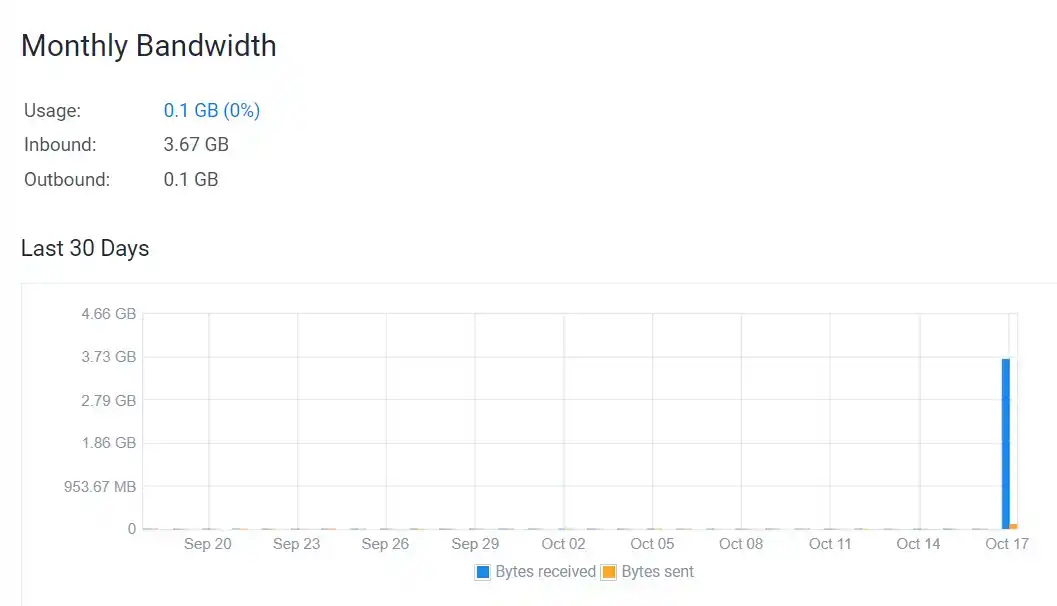 Monthly Bandwidth
Usage: 0.1 GB (0%)
Inbound: 3.67 GB
Outbound: 0.1 GB
Last 30 Days
4.66 GB
3.73 GB
2.79 GB
1.86 GB
953.67 MB
0
Sep 20 Sep 23 Sep 26 Sep 29 Oct 02 Oct 05 Oct 08 Oct 11 Oct 14 Oct 17
Bytes received Bytes sent